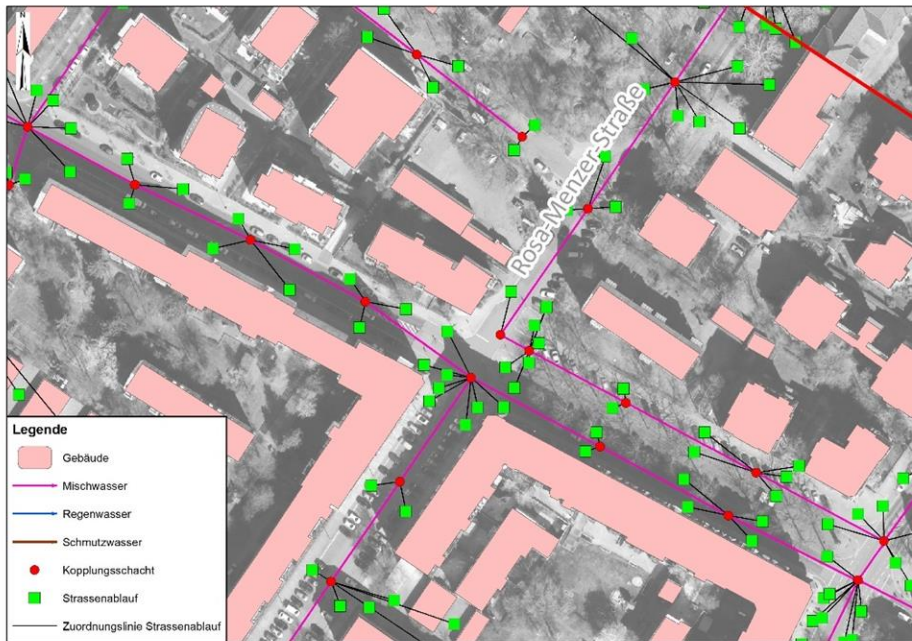 N
Rosa-Menzer-Straße
Legende
Gebäude
Mischwasser
Regenwasser
Schmutzwasser
Kopplungsschacht
Strassenablauf
Zuordnungslinie Strassenablauf